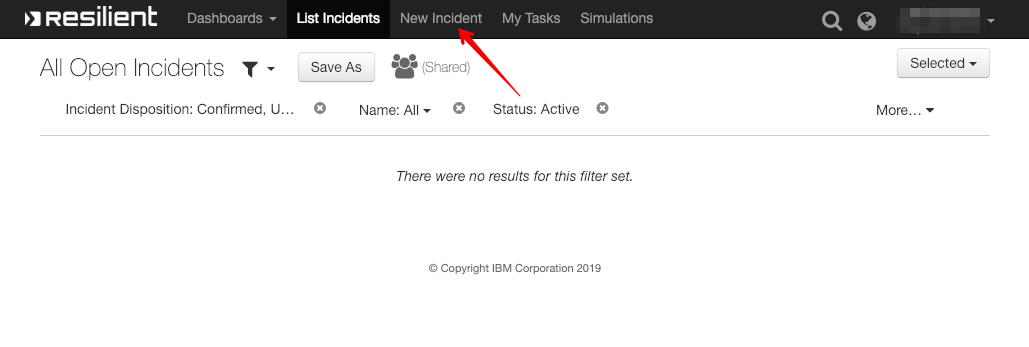 resilient Dashboards List Incidents New Incident My Tasks Simulations
All Open Incidents Save As (Shared) Selected
Incident Disposition: Confirmed, U... Name: All Status: Active More...
There were no results for this filter set.
© Copyright IBM Corporation 2019